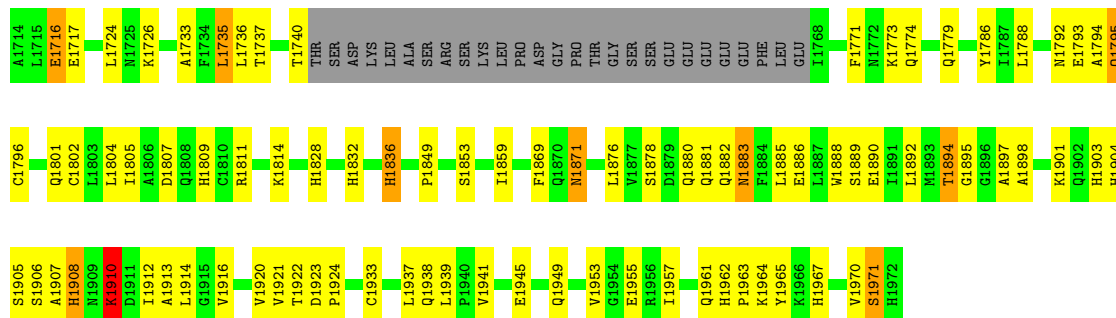 A1714 L1715 E1716 E1717 L1724 N1725 K1726 A1733 F1734 L1735 L1736 T1737 T1740 THR SER ASP LYS LEU ALA SER ARG SER LYS LEU PRO ASP GLY PRO THR GLY SER SER GLU GLU GLU GLU GLU PHE LEU GLU I1768 F1771 N1772 K1773 Q1774 Q1779 Y1786 I1787 L1788 N1792 E1793 A1794 Q1795
C1796 Q1801 C1802 L1803 L1804 I1805 A1806 D1807 Q1808 H1809 C1810 R1811 K1814 H1828 H1832 H1836 P1849 S1853 I1859 F1869 Q1870 N1871 L1876 V1877 S1878 D1879 Q1880 Q1881 Q1882 N1883 F1884 L1885 E1886 L1887 W1888 S1889 E1890 I1891 L1892 M1893 T1894 G1895 G1896 A1897 A1898 K1901 Q1902 H1903 H1904
S1905 S1906 A1907 H1908 N1909 K1910 D1911 I1912 A1913 L1914 G1915 V1916 V1920 V1921 T1922 D1923 P1924 C1933 L1937 Q1938 L1939 P1940 V1941 E1945 Q1949 V1953 G1954 E1955 R1956 I1957 Q1961 H1962 P1963 K1964 Y1965 K1966 H1967 V1970 S1971 H1972